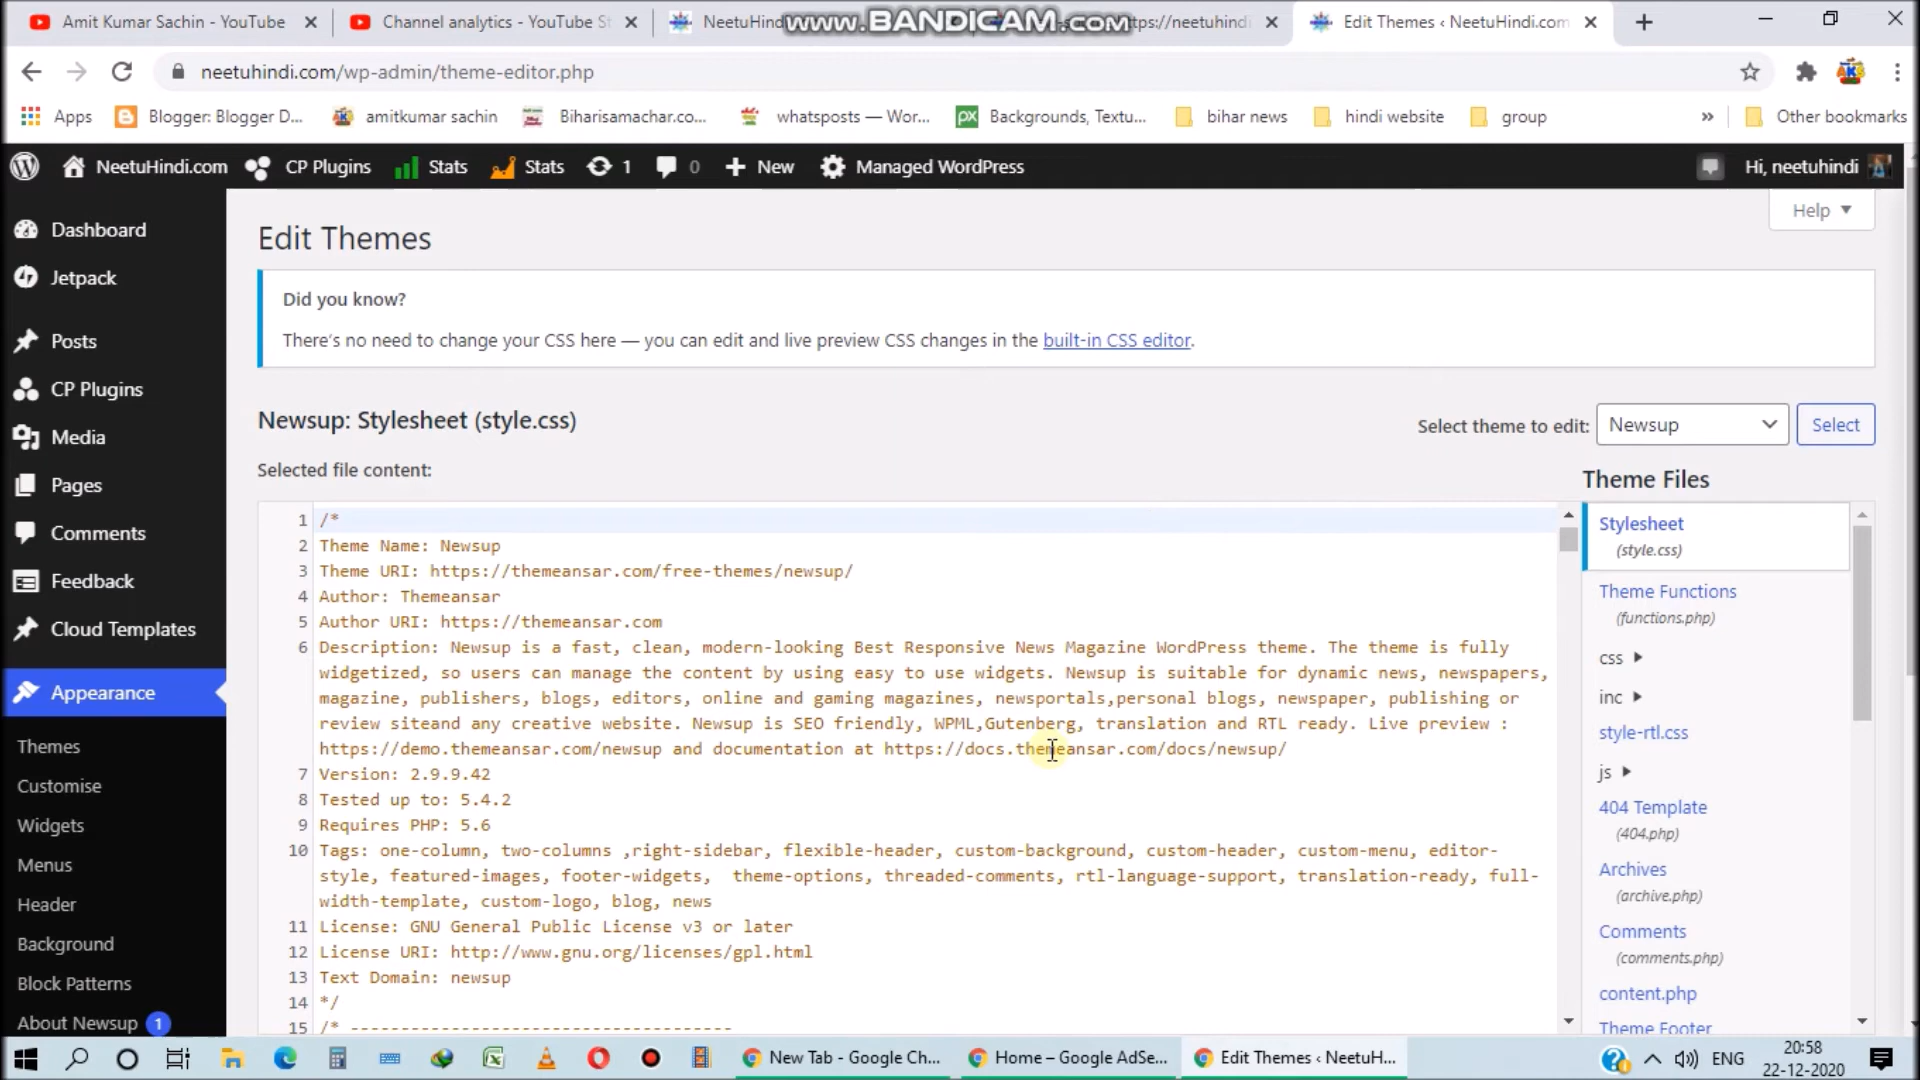 Amit Kumar Sachin - YouTube
Channel analytics - YouTube St
NeetuHind
www.BANDICAM.com
https://neetuhindi
Edit Themes ‹ NeetuHindi.com
neetuhindi.com/wp-admin/theme-editor.php
Apps
Blogger: Blogger D...
amitkumar sachin
Biharisamachar.co...
whatsposts — Wor...
px
Backgrounds, Textu...
bihar news
hindi website
group
»
Other bookmarks
NeetuHindi.com
CP Plugins
Stats
Stats
1
0
New
Managed WordPress
Hi, neetuhindi
Help
Dashboard
Jetpack
Posts
CP Plugins
Media
Pages
Comments
Feedback
Cloud Templates
Appearance
Themes
Customise
Widgets
Menus
Header
Background
Block Patterns
About Newsup 1
Edit Themes
Did you know?
There's no need to change your CSS here — you can edit and live preview CSS changes in the built-in CSS editor.
Newsup: Stylesheet (style.css)
Select theme to edit: Newsup Select
Selected file content:
1 /*
2 Theme Name: Newsup
3 Theme URI: https://themeansar.com/free-themes/newsup/
4 Author: Themeansar
5 Author URI: https://themeansar.com
6 Description: Newsup is a fast, clean, modern-looking Best Responsive News Magazine WordPress theme. The theme is fully
widgetized, so users can manage the content by using easy to use widgets. Newsup is suitable for dynamic news, newspapers,
magazine, publishers, blogs, editors, online and gaming magazines, newsportals,personal blogs, newspaper, publishing or
review siteand any creative website. Newsup is SEO friendly, WPML,Gutenberg, translation and RTL ready. Live preview :
https://demo.themeansar.com/newsup and documentation at https://docs.themeansar.com/docs/newsup/
7 Version: 2.9.9.42
8 Tested up to: 5.4.2
9 Requires PHP: 5.6
10 Tags: one-column, two-columns ,right-sidebar, flexible-header, custom-background, custom-header, custom-menu, editor-
style, featured-images, footer-widgets,  theme-options, threaded-comments, rtl-language-support, translation-ready, full-
width-template, custom-logo, blog, news
11 License: GNU General Public License v3 or later
12 License URI: http://www.gnu.org/licenses/gpl.html
13 Text Domain: newsup
14 */
15 /* --------------------------------------
Theme Files
Stylesheet
(style.css)
Theme Functions
(functions.php)
css
inc
style-rtl.css
js
404 Template
(404.php)
Archives
(archive.php)
Comments
(comments.php)
content.php
Theme Footer
New Tab - Google Ch...
Home – Google AdSe...
Edit Themes ‹ NeetuH...
ENG
20:58
22-12-2020